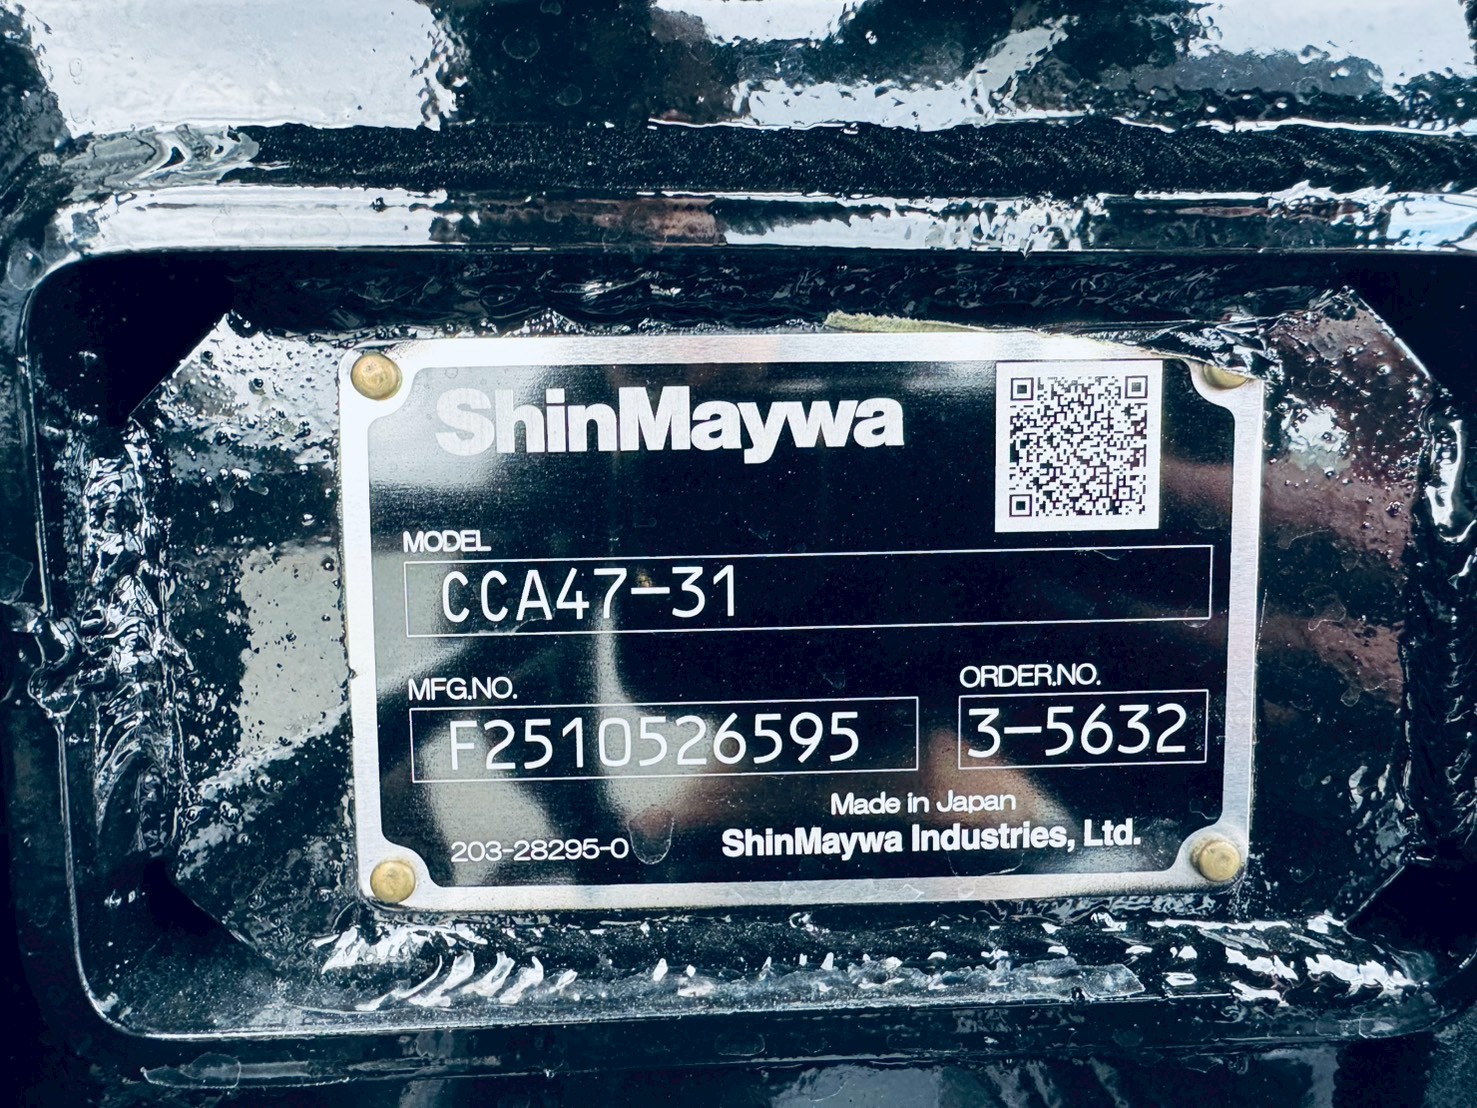 ShinMaywa
MODEL
CCA47-31
MFG.NO.
ORDER.NO.
F2510526595
3-5632
Made in Japan
203-28295-0
ShinMaywa Industries, Ltd.